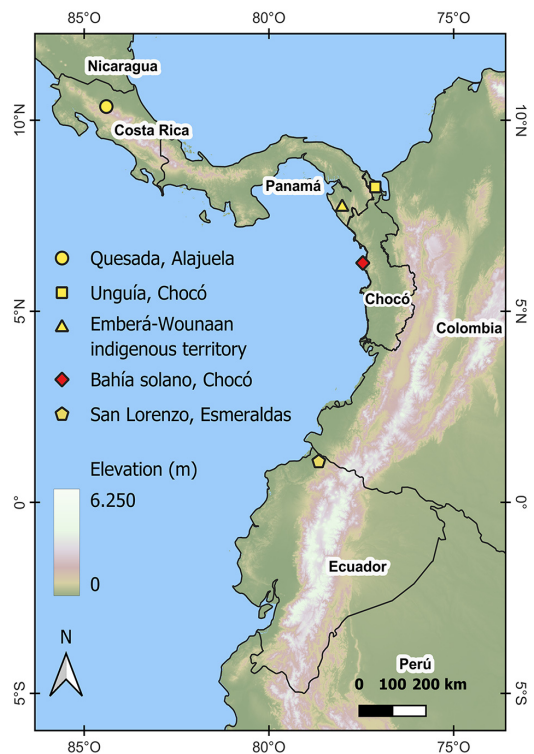 85°O 80°O 75°O
Nicaragua
10°N 10°N
Costa Rica
Panamá
Quesada, Alajuela
Unguía, Chocó
Emberá-Wounaan
indigenous territory
Bahía solano, Chocó
San Lorenzo, Esmeraldas
5°N 5°N
Chocó
Colombia
Elevation (m)
6.250
0
0° 0°
Ecuador
N
Perú
0 100 200 km
5°S 5°S
85°O 80°O 75°O